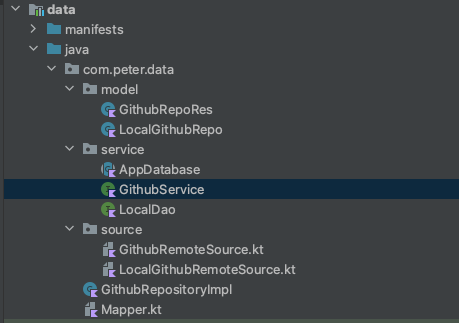 data
manifests
java
com.peter.data
model
GithubRepoRes
LocalGithubRepo
service
AppDatabase
GithubService
LocalDao
source
GithubRemoteSource.kt
LocalGithubRemoteSource.kt
GithubRepositoryImpl
Mapper.kt